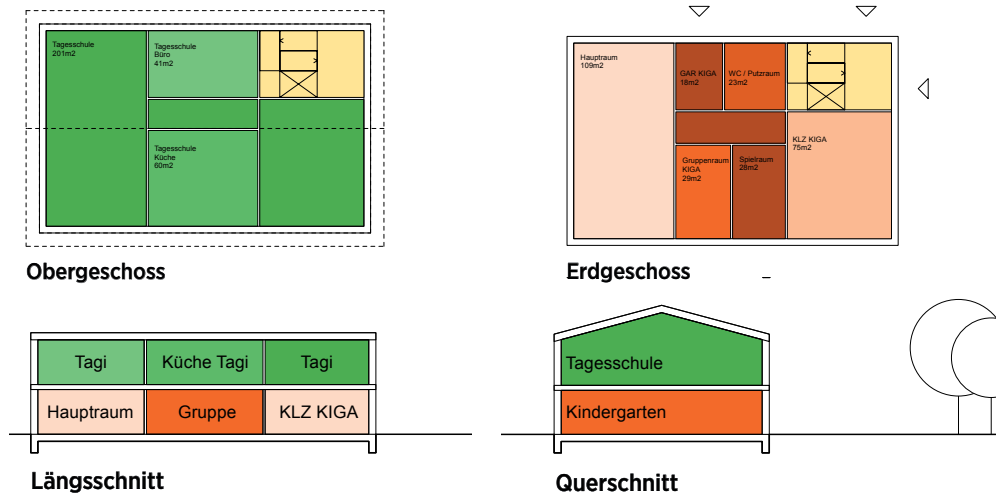 Tagesschule
201m2
Tagesschule
Büro
41m2
Tagesschule
Küche
60m2
Obergeschoss
Hauptraum
109m2
GAR KIGA
18m2
WC / Putzraum
23m2
KLZ KIGA
75m2
Gruppenraum
KIGA
29m2
Spielraum
28m2
Erdgeschoss
Tagi
Küche Tagi
Tagi
Hauptraum
Gruppe
KLZ KIGA
Längsschnitt
Tagesschule
Kindergarten
Querschnitt